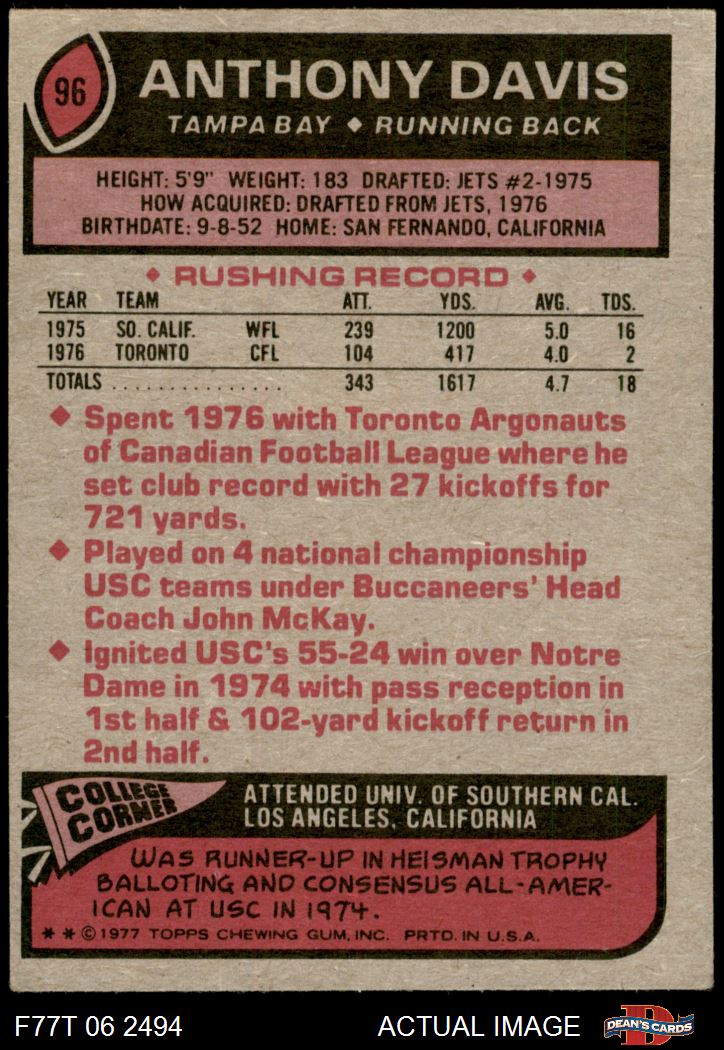 96
ANTHONY DAVIS
TAMPA BAY ◆ RUNNING BACK
HEIGHT: 5'9" WEIGHT: 183 DRAFTED: JETS #2-1975
HOW ACQUIRED: DRAFTED FROM JETS, 1976
BIRTHDATE: 9-8-52 HOME: SAN FERNANDO, CALIFORNIA
◆ RUSHING RECORD ◆
YEAR TEAM ATT. YDS. AVG. TDS.
1975 SO. CALIF. WFL 239 1200 5.0 16
1976 TORONTO CFL 104 417 4.0 2
TOTALS . . . . . . . . . . . . . . . 343 1617 4.7 18
◆ Spent 1976 with Toronto Argonauts
of Canadian Football League where he
set club record with 27 kickoffs for
721 yards.
◆ Played on 4 national championship
USC teams under Buccaneers' Head
Coach John McKay.
◆ Ignited USC's 55-24 win over Notre
Dame in 1974 with pass reception in
1st half & 102-yard kickoff return in
2nd half.
COLLEGE
CORNER
ATTENDED UNIV. OF SOUTHERN CAL.
LOS ANGELES, CALIFORNIA
WAS RUNNER-UP IN HEISMAN TROPHY
BALLOTING AND CONSENSUS ALL-AMER-
ICAN AT USC IN 1974.
* * © 1977 TOPPS CHEWING GUM, INC. PRTD. IN U.S.A.
F77T 06 2494 ACTUAL IMAGE
D
DEAN'S CARDS